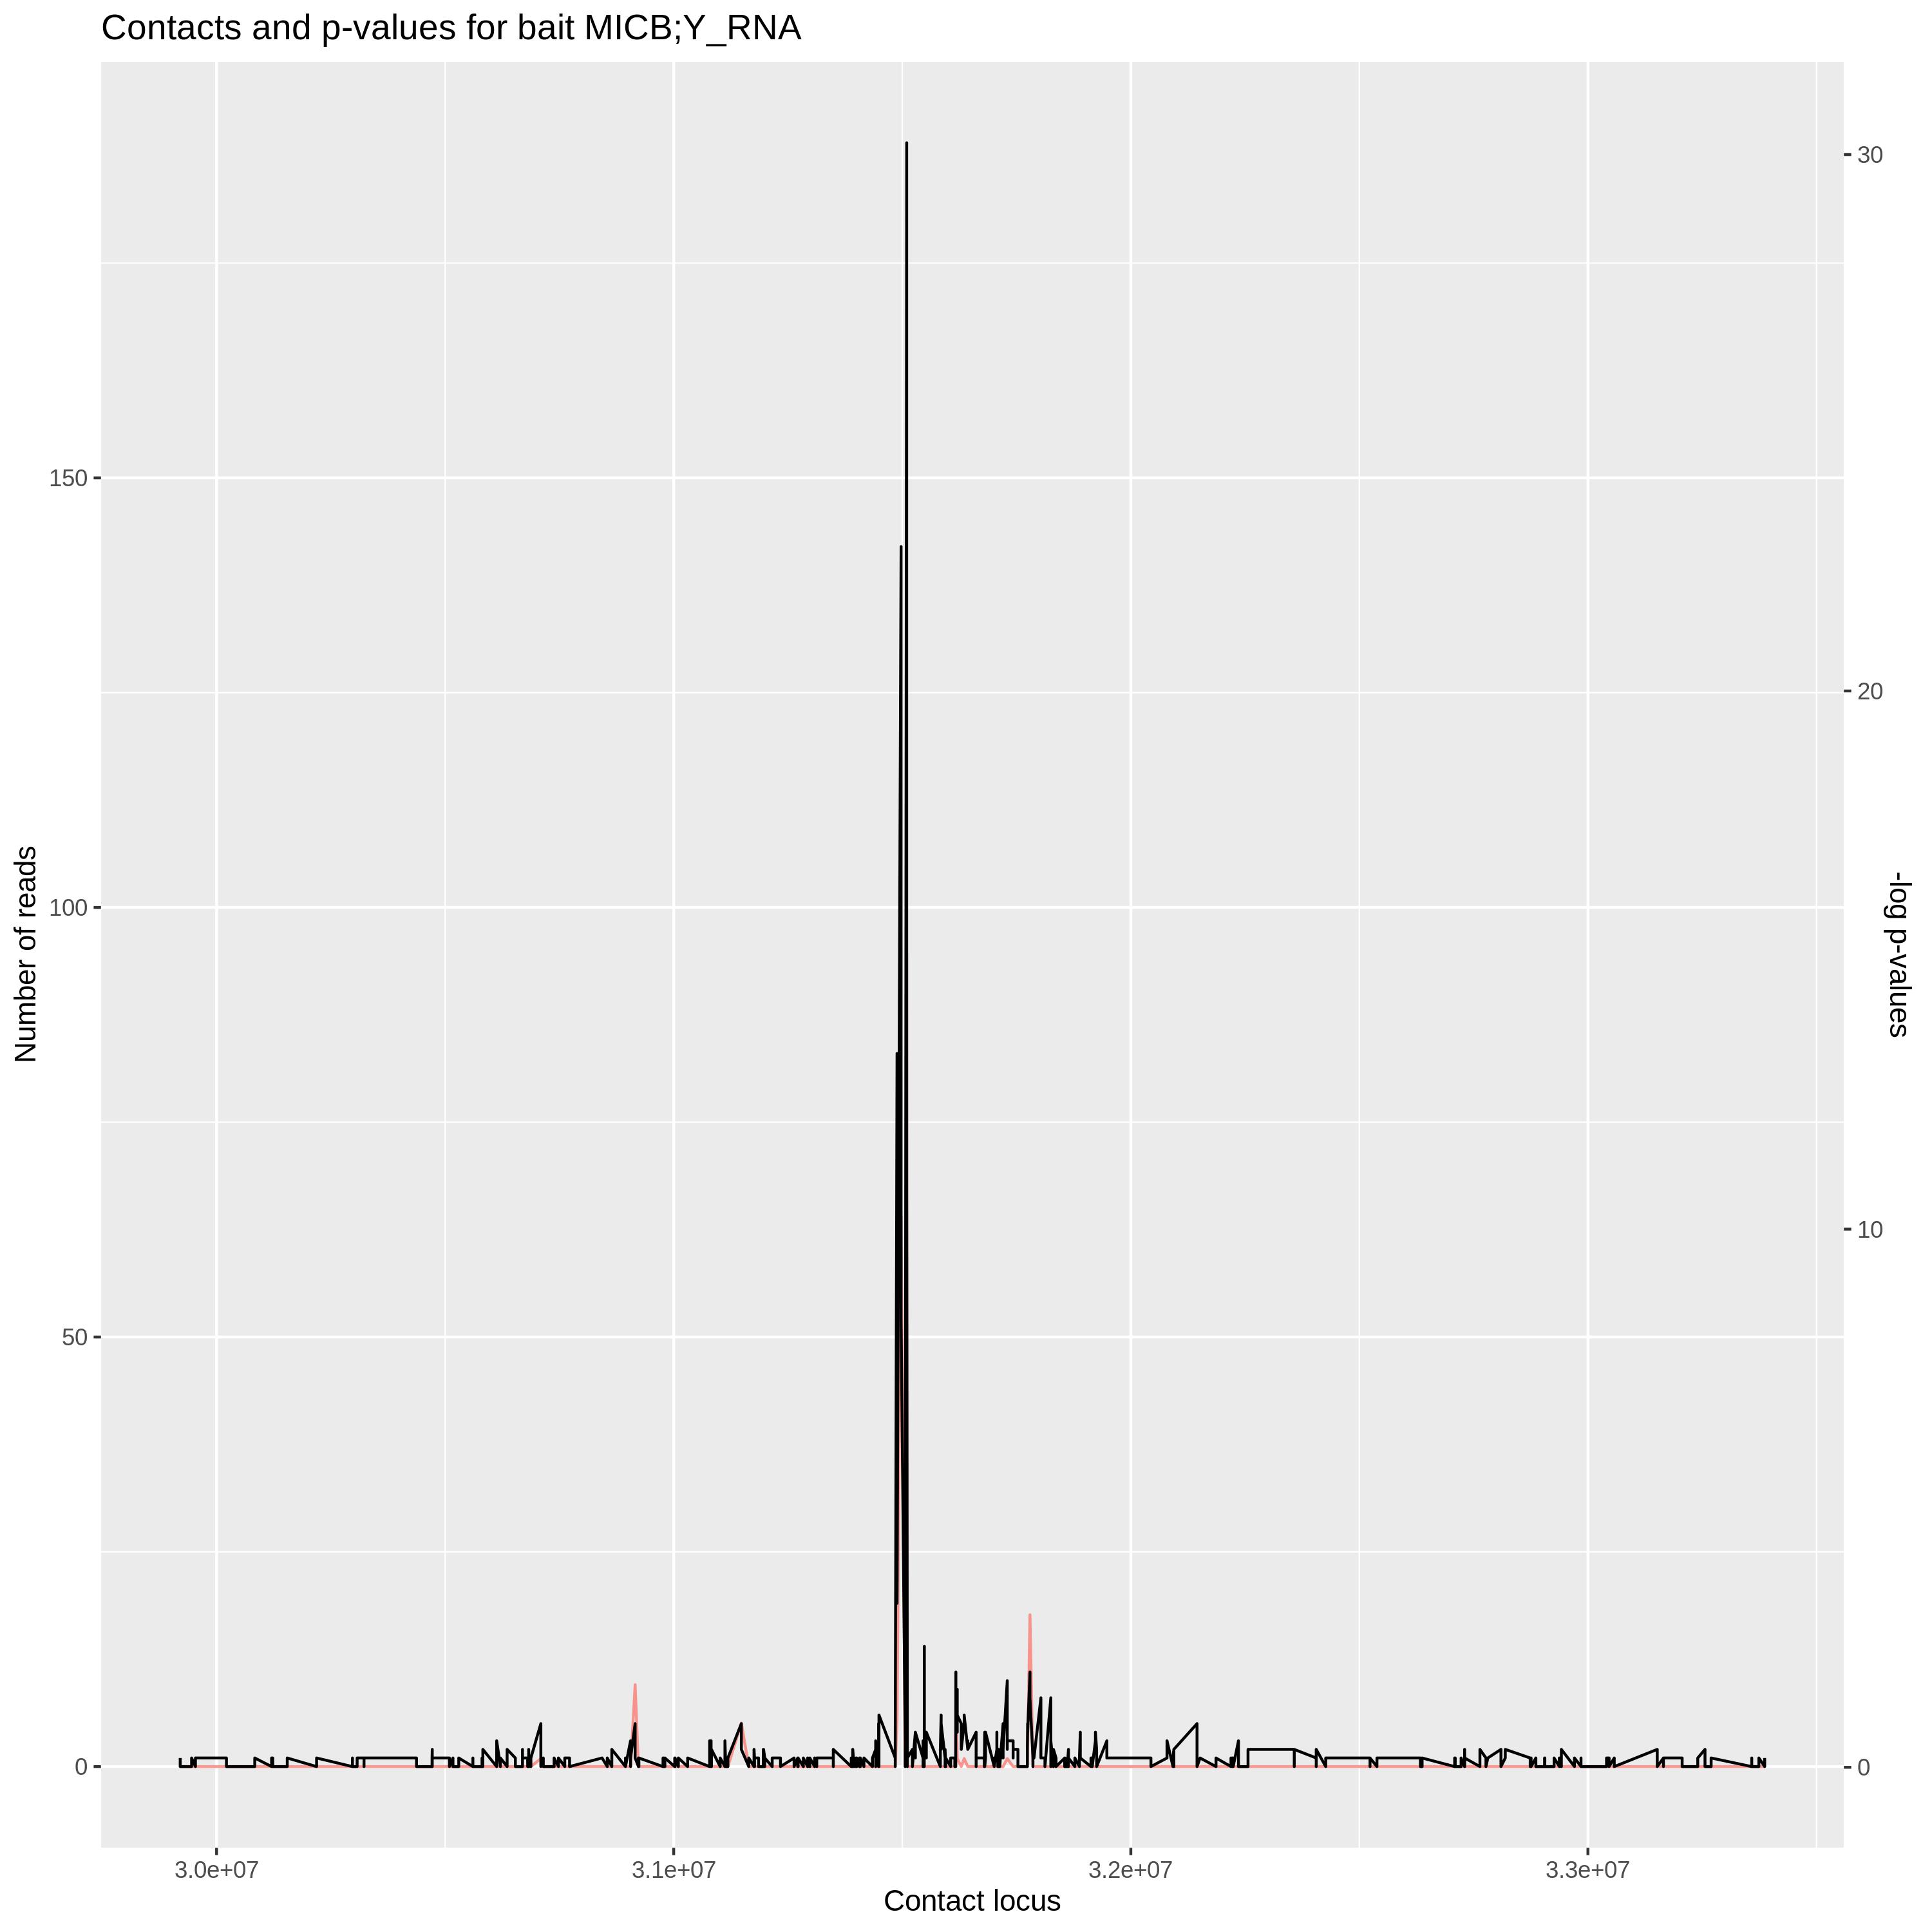 Contacts and p-values for bait MICB;Y_RNA
Number of reads
150
100
50
0
30
20
10
0
-log p-values
3.0e+07
3.1e+07
3.2e+07
3.3e+07
Contact locus